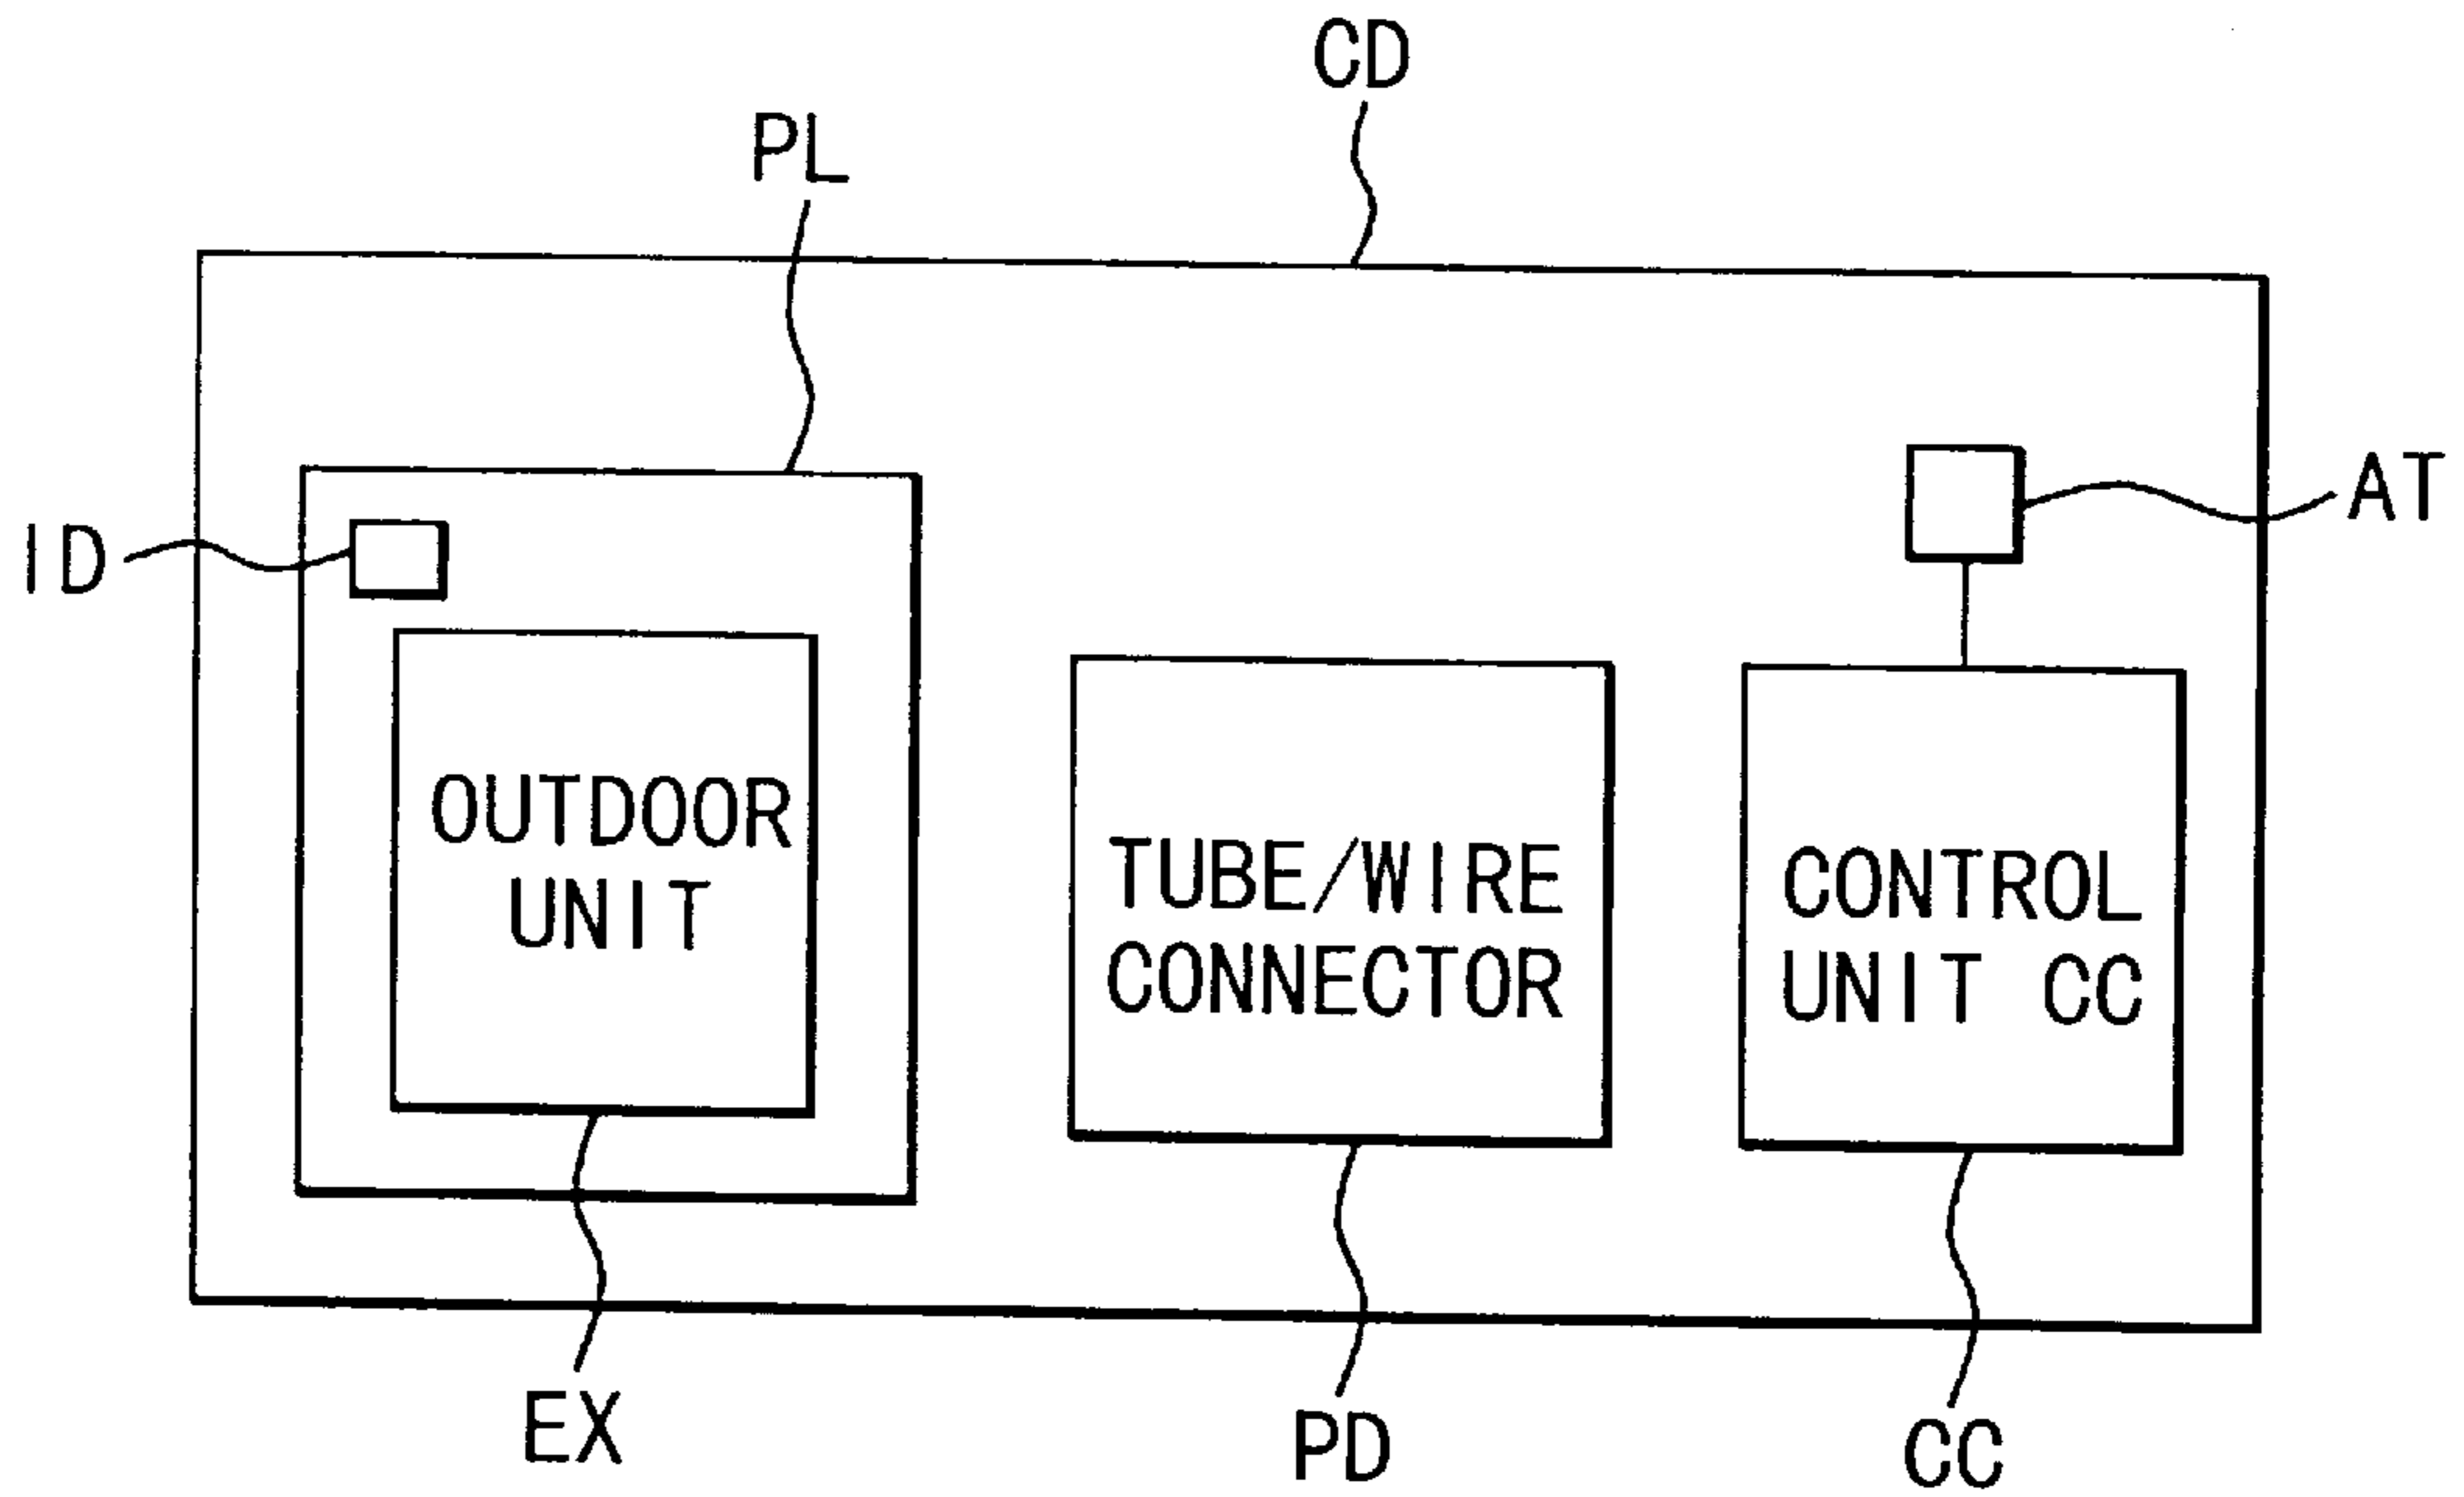 CD
PL
AT
ID
OUTDOOR
UNIT
TUBE/WIRE
CONNECTOR
CONTROL
UNIT CC
EX
PD
CC